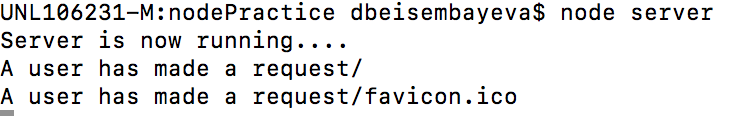 UNL106231-M:nodePractice dbeisembayeva$ node server
Server is now running....
A user has made a request/
A user has made a request/favicon.ico